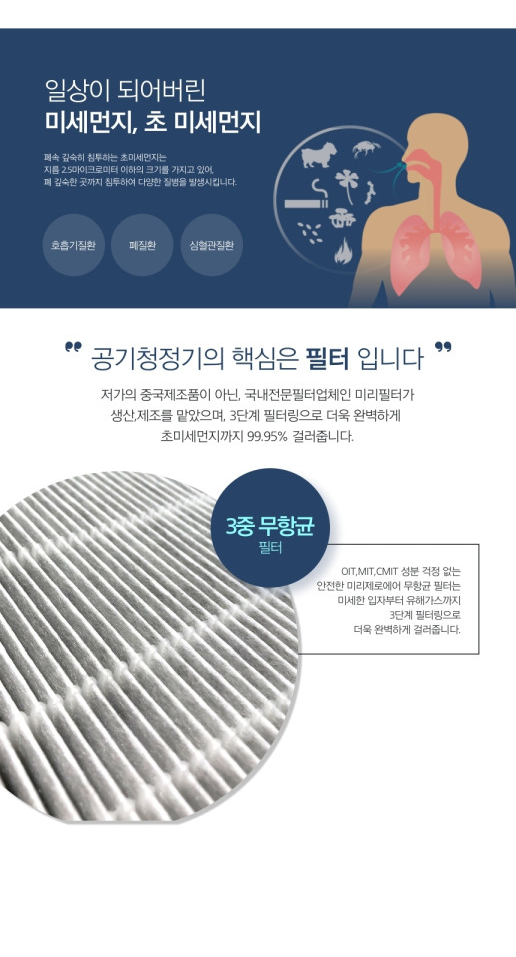 일상이 되어버린
미세먼지, 초 미세먼지
폐속 깊숙히 침투하는 초미세먼지는
지름 2.5마이크로미터 이하의 크기를 가지고 있어,
폐 깊숙한 곳까지 침투하여 다양한 질병을 발생시킵니다.
호흡기질환
폐질환
심혈관질환
❜❜ 공기청정기의 핵심은 필터 입니다 ❜❜
저가의 중국제조품이 아닌, 국내전문필터업체인 미리필터가
생산,제조를 맡았으며, 3단계 필터링으로 더욱 완벽하게
초미세먼지까지 99.95% 걸러줍니다.
3중 무항균
필터
OIT,MIT,CMIT 성분 걱정 없는
안전한 미리제로에어 무항균 필터는
미세한 입자부터 유해가스까지
3단계 필터링으로
더욱 완벽하게 걸러줍니다.